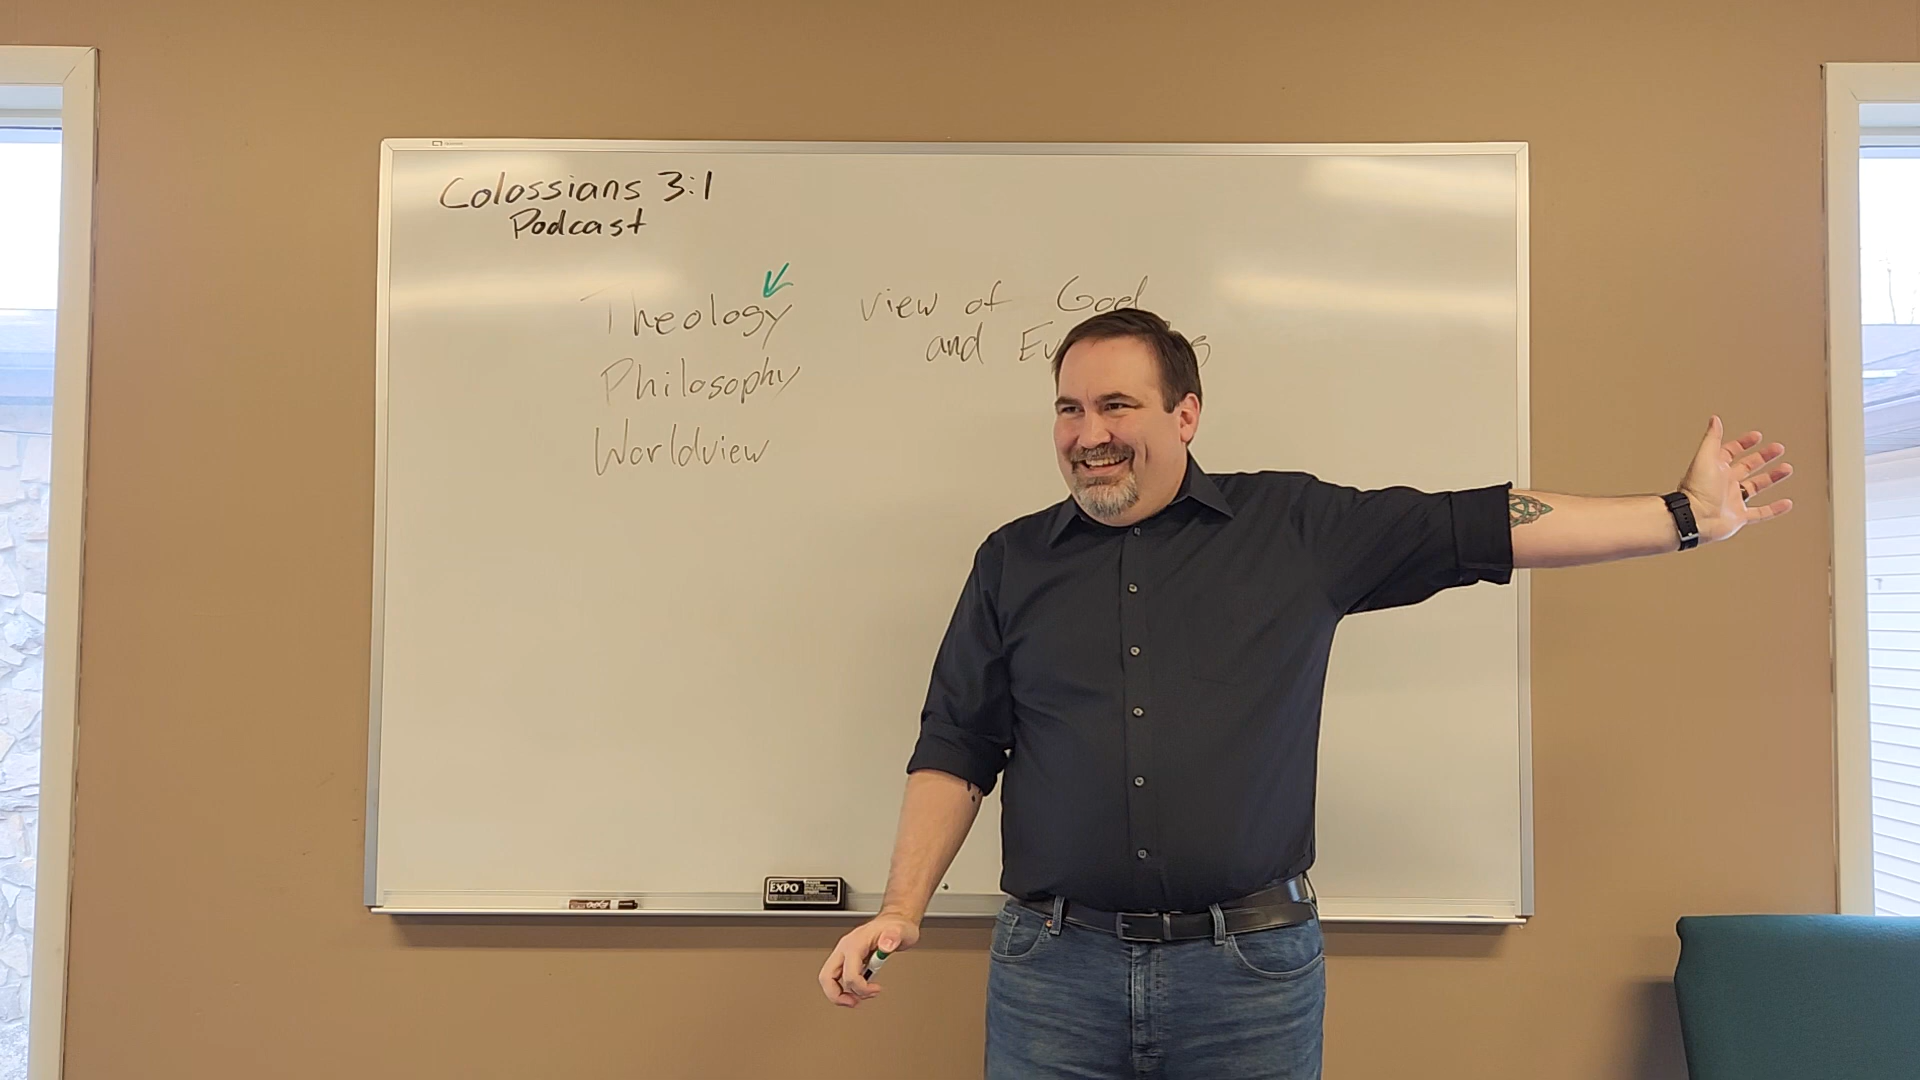 Colossians 3:1
Podcast
Theology view of God
and
Philosophy
Worldview
EXPO